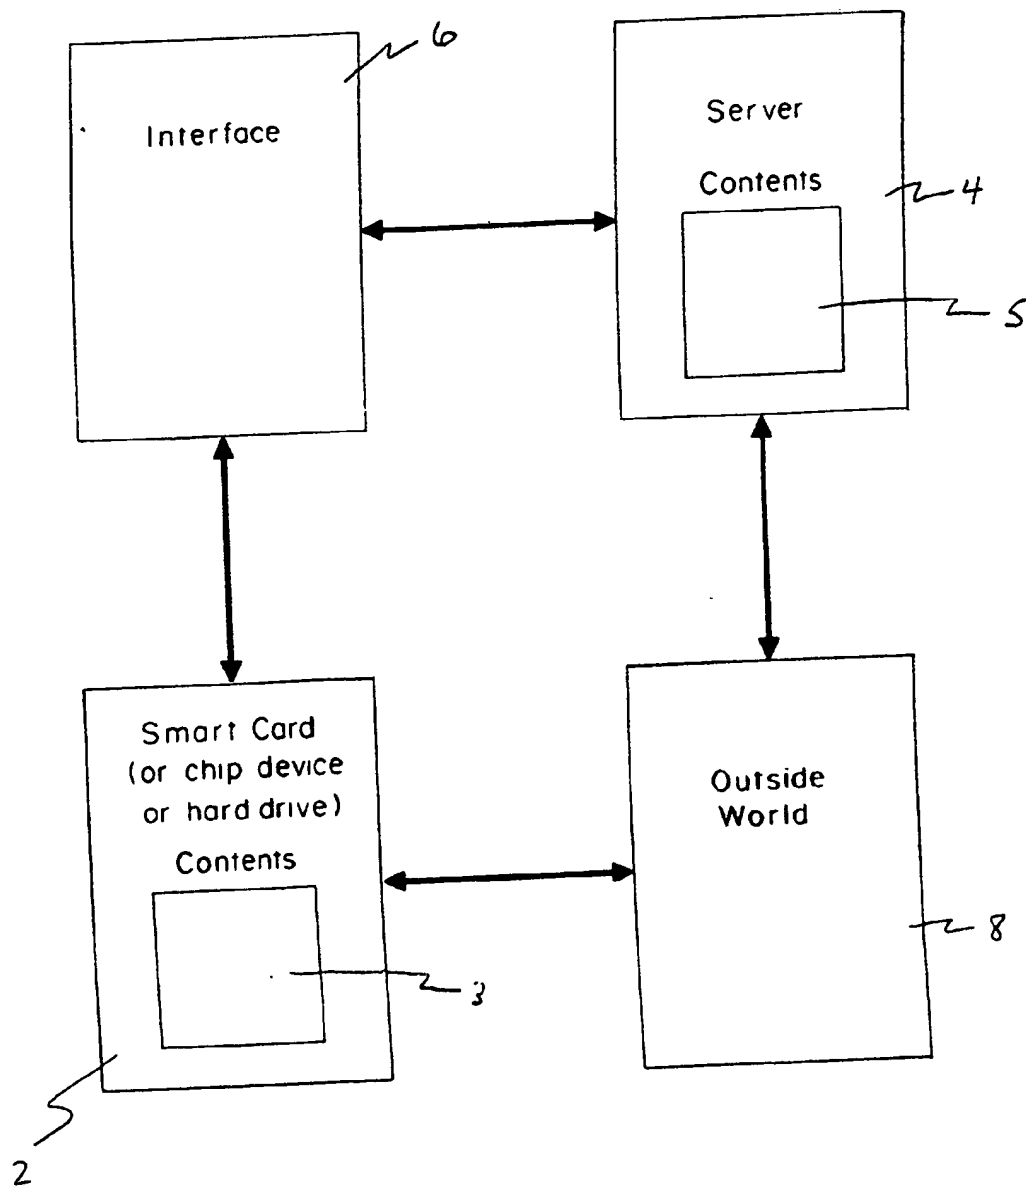 6
Interface
Server
Contents
4
5
Smart Card
(or chip device
or hard drive)
Contents
3
2
Outside
World
8